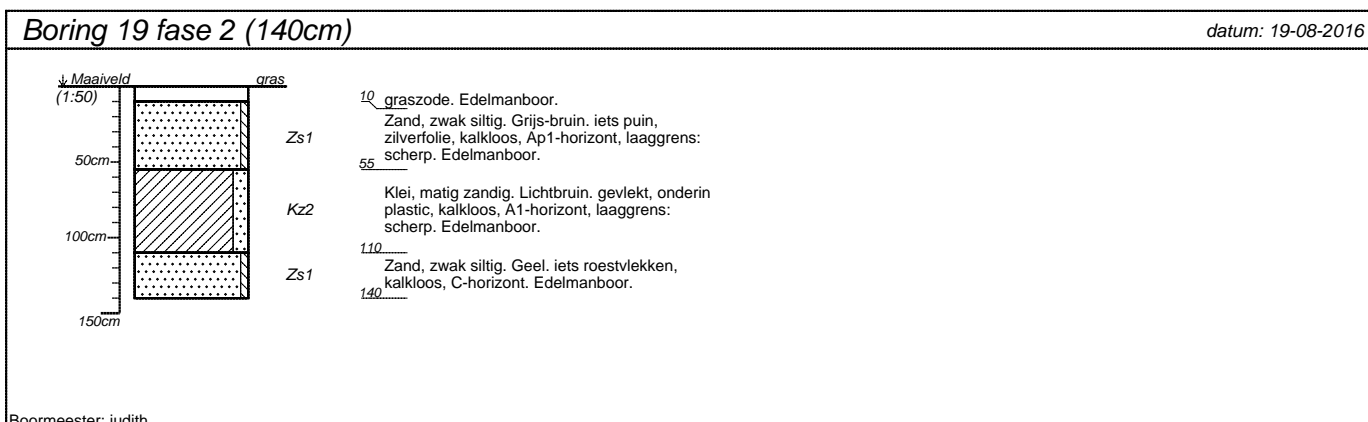 Boring 19 fase 2 (140cm)
datum: 19-08-2016
Maaiveld
gras
(1:50)
10 graszode. Edelmanboor.
Zand, zwak siltig. Grijs-bruin. iets puin,
Zs1
zilverfolie, kalkloos, Ap1-horizont, laaggrens:
scherp. Edelmanboor.
50cm
55
Klei, matig zandig. Lichtbruin. gevlekt, onderin
Kz2
plastic, kalkloos, A1-horizont, laaggrens:
scherp. Edelmanboor.
100cm
110
Zand, zwak siltig. Geel. iets roestvlekken,
Zs1
kalkloos, C-horizont. Edelmanboor.
140
150cm
Boormeester: judith